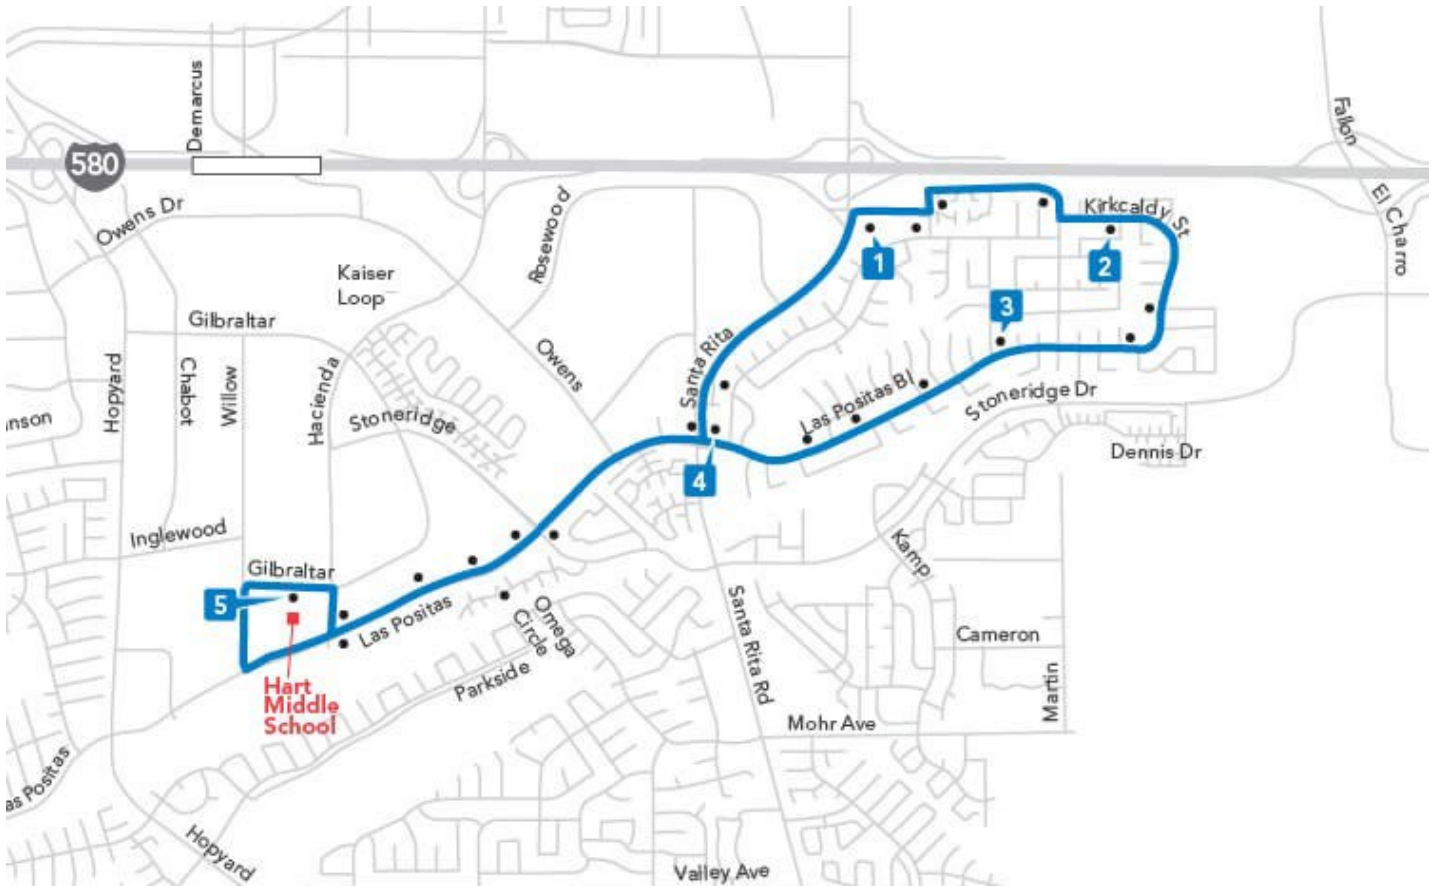 Demarcus
580
Fallon
El Charro
Owens Dr
Rosewood
Kirkcaldy St
1
2
Kaiser
Loop
3
Gilbraltar
Santa Rita
Owens
Hopyard
Chabot
Willow
Hacienda
Las Positas Bl
Stoneridge Dr
nson
Stoneridge
Dennis Dr
4
Inglewood
Kamp
Gilbraltar
5
Las Positas
Omega
Circle
Santa Rita Rd
Cameron
Parkside
Martin
Hart
Middle
School
Mohr Ave
as Positas
Hopyard
Valley Ave